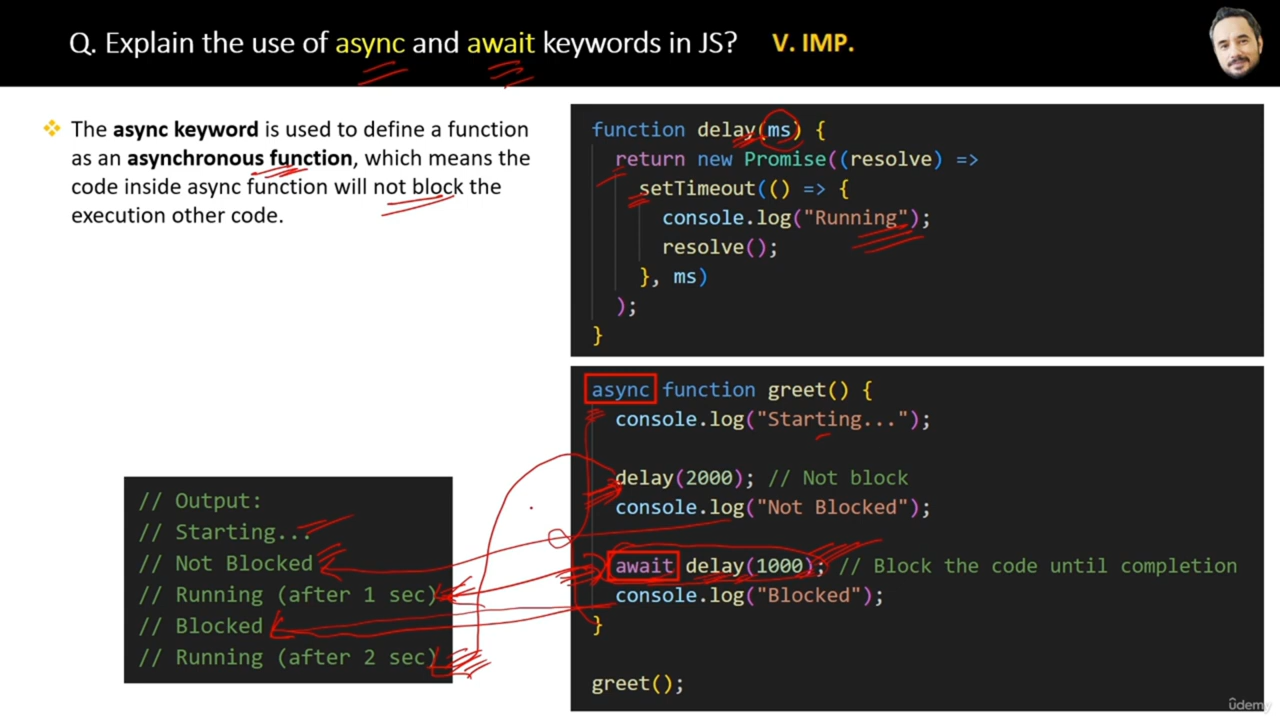 Q. Explain the use of async and await keywords in JS? V. IMP.
❖ The async keyword is used to define a function
as an asynchronous function, which means the
code inside async function will not block the
execution other code.
function delay(ms) {
return new Promise((resolve) =>
setTimeout(() => {
console.log("Running");
resolve();
}, ms)
);
}
async function greet() {
console.log("Starting...");
delay(2000); // Not block
console.log("Not Blocked");
await delay(1000); // Block the code until completion
console.log("Blocked");
}
greet();
// Output:
// Starting...
// Not Blocked
// Running (after 1 sec)
// Blocked
// Running (after 2 sec)
ûdemy